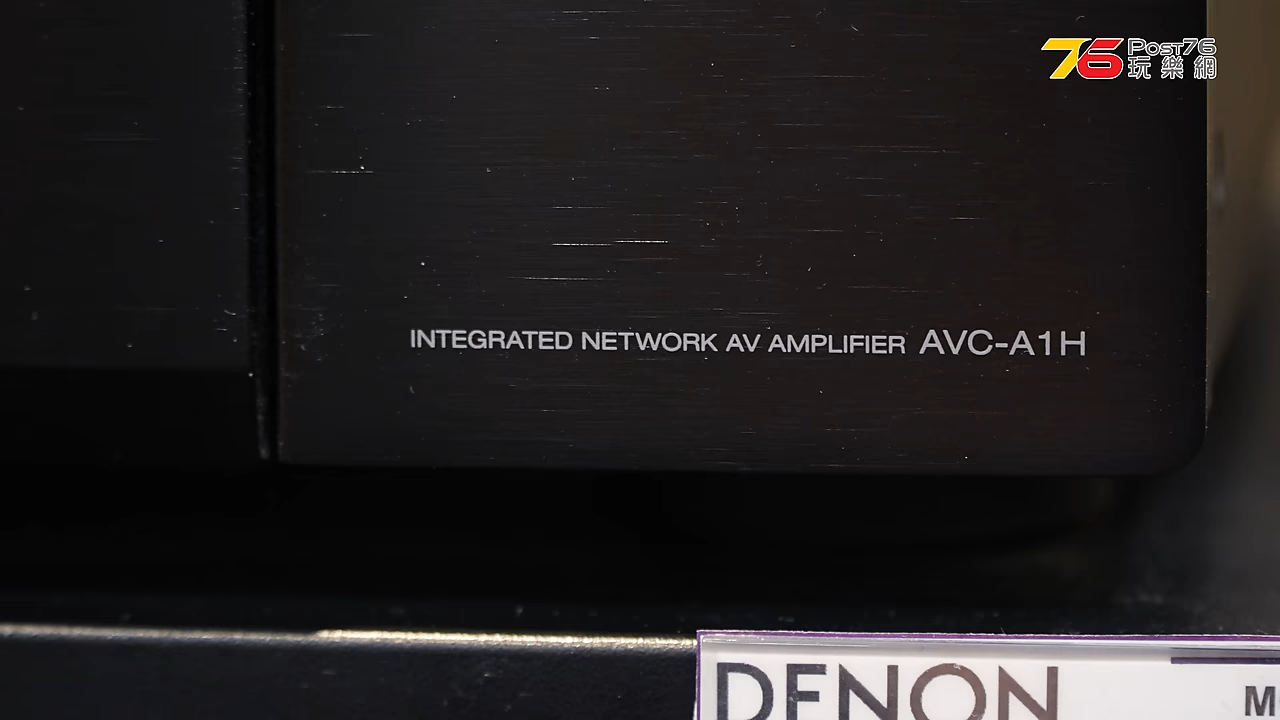 76 POST76
玩樂網
INTEGRATED NETWORK AV AMPLIFIER AVC-A1H
DENON
M